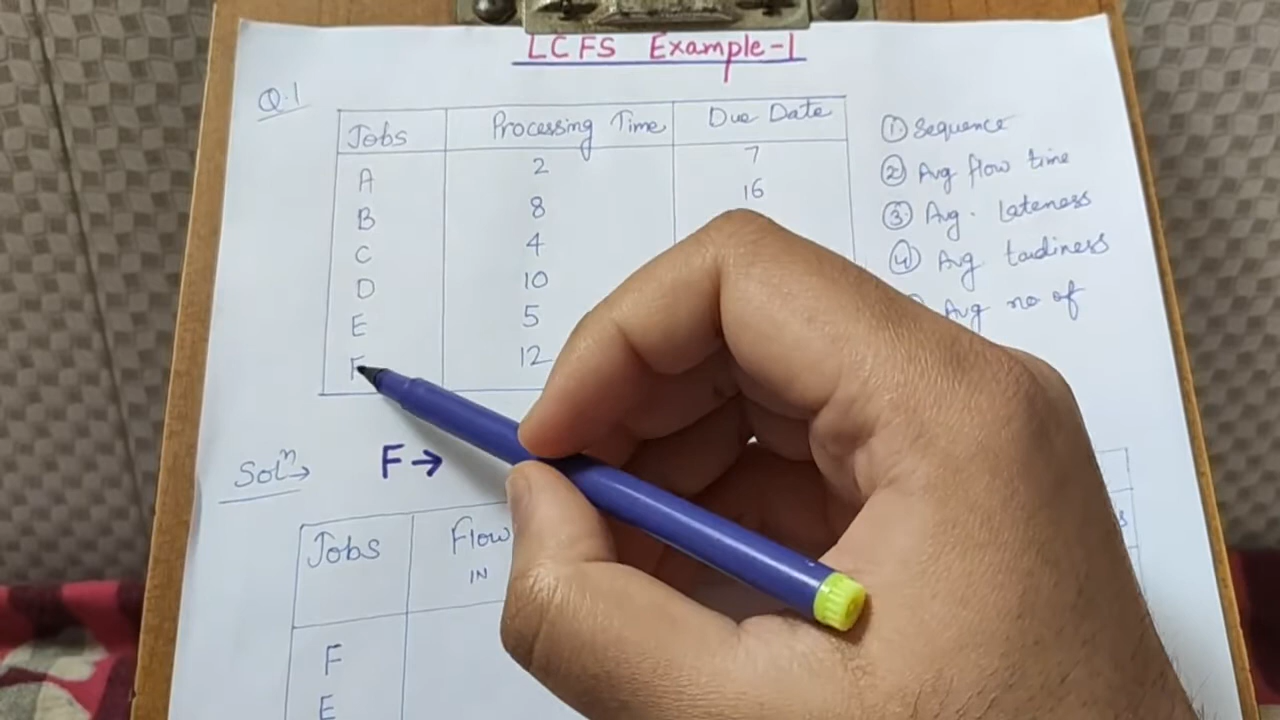 LCFS Example-1
Q.1
Jobs Processing Time Due Date
A 2 7
B 8 16
C 4
D 10
E 5
F 12
① Sequence
② Avg flow time
③ Avg. lateness
④ Avg tardiness
Avg no of
Solⁿ→ F→
Jobs Flow
IN
F
E